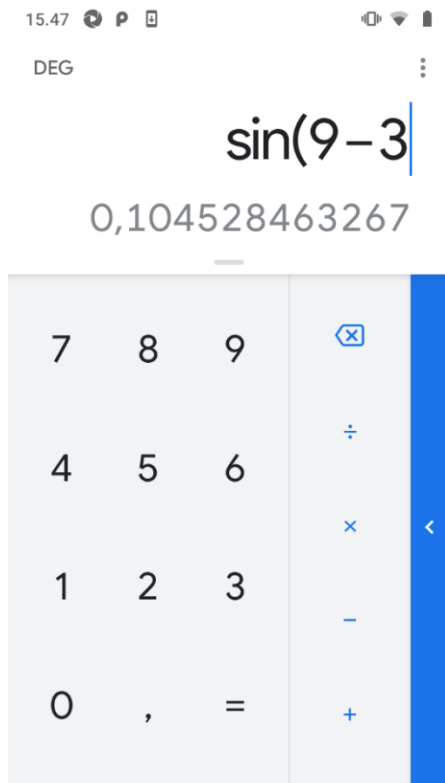 15.47
DEG
sin(9−3
0,104528463267
7 8 9
÷
4 5 6
×
1 2 3
−
0 , =
+